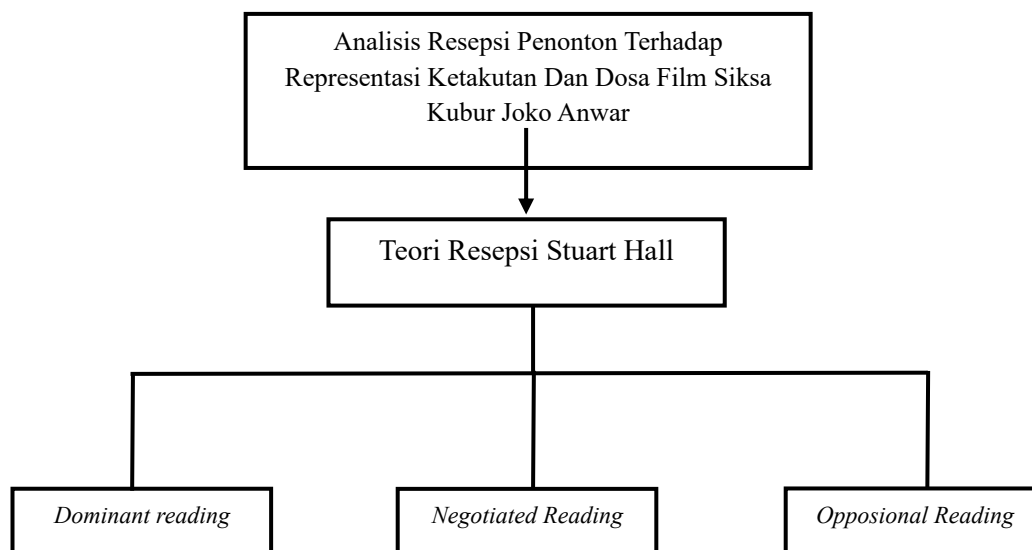 Analisis Resepsi Penonton Terhadap
Representasi Ketakutan Dan Dosa Film Siksa
Kubur Joko Anwar
Teori Resepsi Stuart Hall
Dominant reading
Negotiated Reading
Opposional Reading